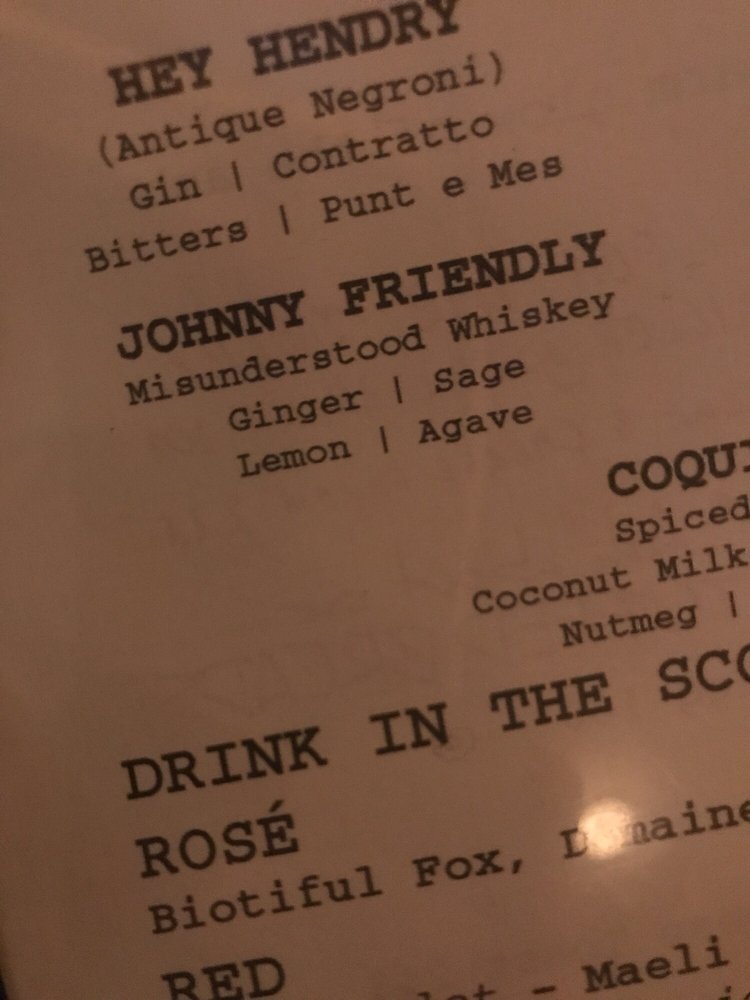 HEY HENDRY
(Antique Negroni)
Gin | Contratto
Bitters | Punt e Mes
JOHNNY FRIENDLY
Misunderstood Whiskey
Ginger | Sage
Lemon | Agave
Spiced
Coconut Milk
Nutmeg |
DRINK IN THE
ROSÉ
Biotiful Fox,
RED
- Maeli